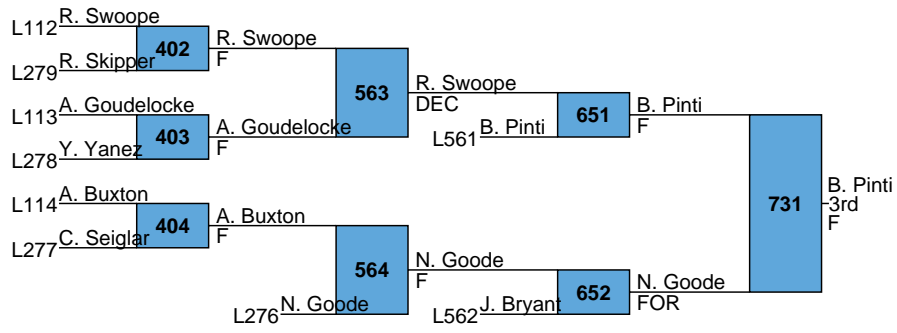 L112 R. Swoope
402
R. Swoope
F
L279 R. Skipper
563
R. Swoope
DEC
L113 A. Goudelocke
403
A. Goudelocke
F
L278 Y. Yanez
L561 B. Pinti
651
B. Pinti
F
731
B. Pinti
3rd
F
L114 A. Buxton
404
A. Buxton
F
L277 C. Seiglar
564
N. Goode
F
L276 N. Goode
L562 J. Bryant
652
N. Goode
FOR